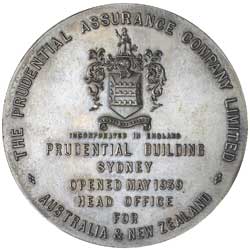 THE PRUDENTIAL ASSURANCE COMPANY LIMITED
INCORPORATED IN ENGLAND
PRUDENTIAL BUILDING
SYDNEY
OPENED MAY 1939
HEAD OFFICE
FOR
AUSTRALIA & NEW ZEALAND